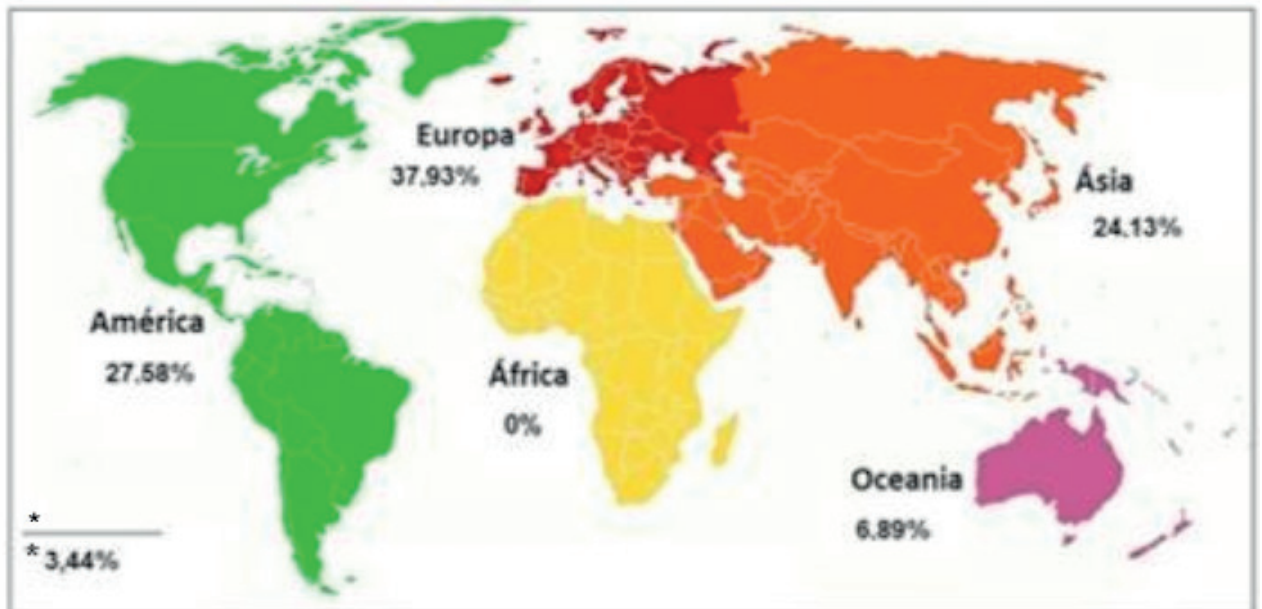 Europa
37,93%
Ásia
24,13%
América
27,58%
África
0%
Oceania
6,89%
*
* 3,44%